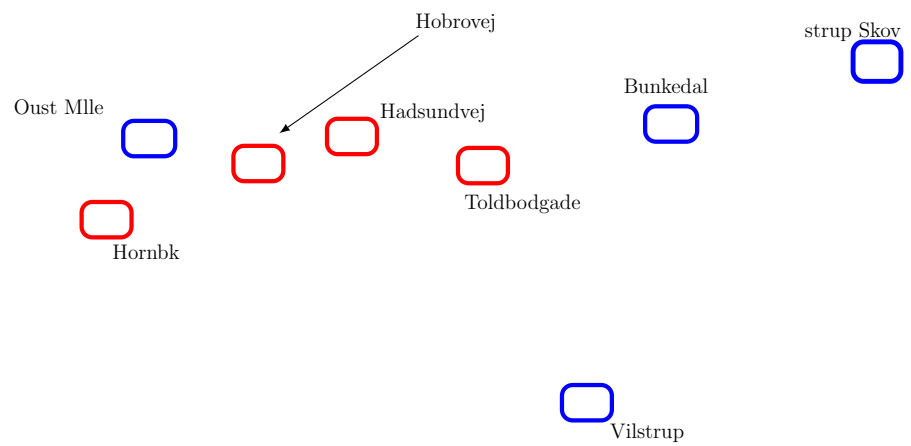 Hobrovej
strup Skov
Bunkedal
Oust Mlle
Hadsundvej
Toldbodgade
Hornbk
Vilstrup